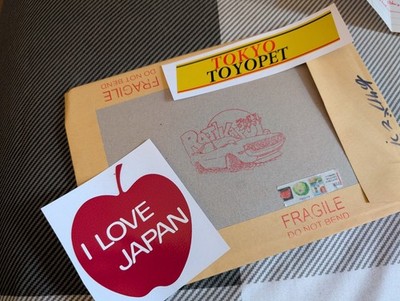 TOKYO
TOYOPET
FRAGILE
DO NOT BEND
I LOVE
JAPAN
FRAGILE
DO NOT BEND